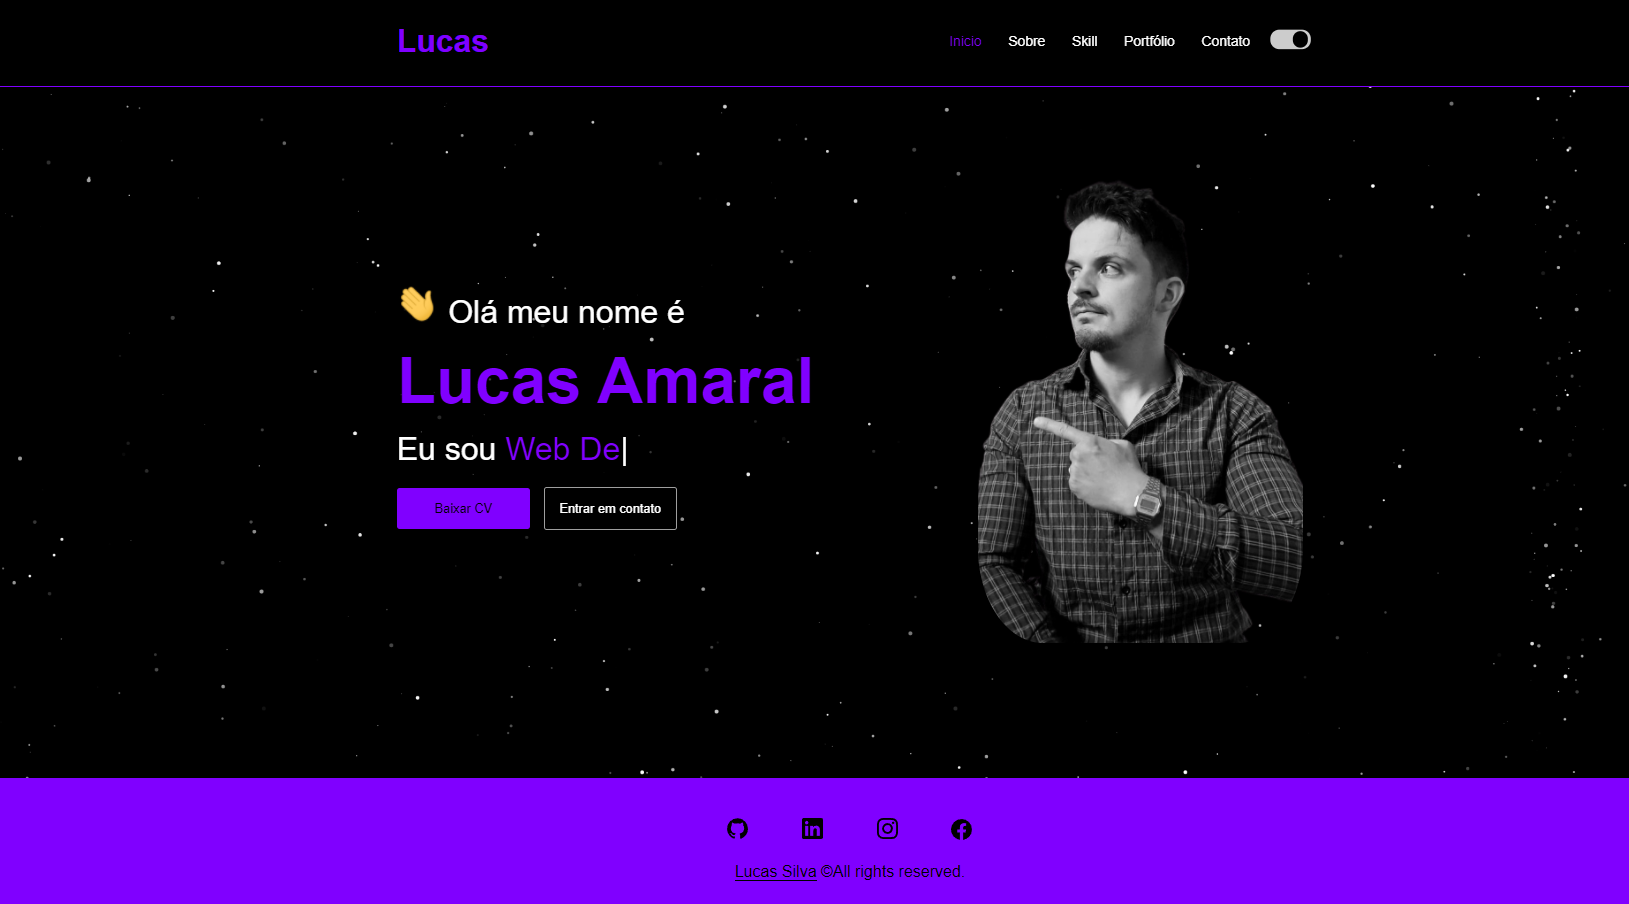 Lucas
Inicio Sobre Skill Portfólio Contato
👋 Olá meu nome é
Lucas Amaral
Eu sou Web De|
Baixar CV Entrar em contato
Lucas Silva ©All rights reserved.